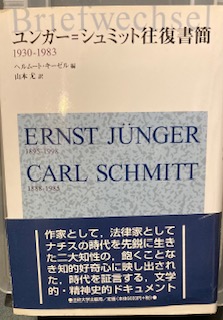 Briefwechsel
ユンガー=シュミット往復書簡
1930-1983
ヘルムート・キーゼル 編
山本 尤 訳
ERNST JÜNGER
1895-1998
CARL SCHMITT
1888-1985
作家として、法律家として
ナチスの時代を先鋭に生き
た二大知性の、飽くことな
き知的好奇心に映し出され
た、時代を証言する、文学
的・精神史的ドキュメント